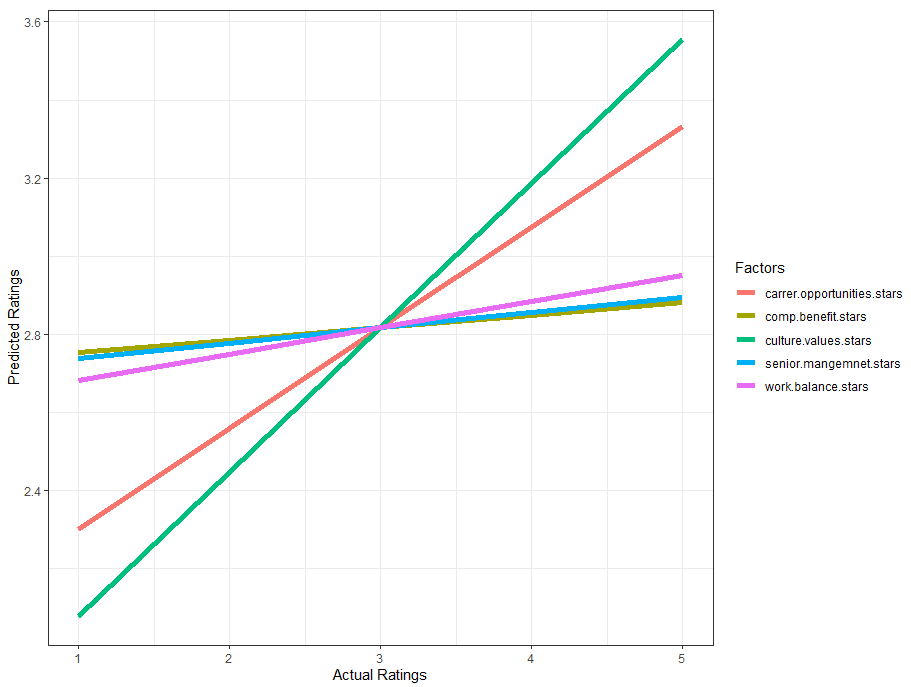 3.6
3.2
2.8
2.4
Predicted Ratings
1 2 3 4 5
Actual Ratings
Factors
carrer.opportunities.stars
comp.benefit.stars
culture.values.stars
senior.mangemnet.stars
work.balance.stars